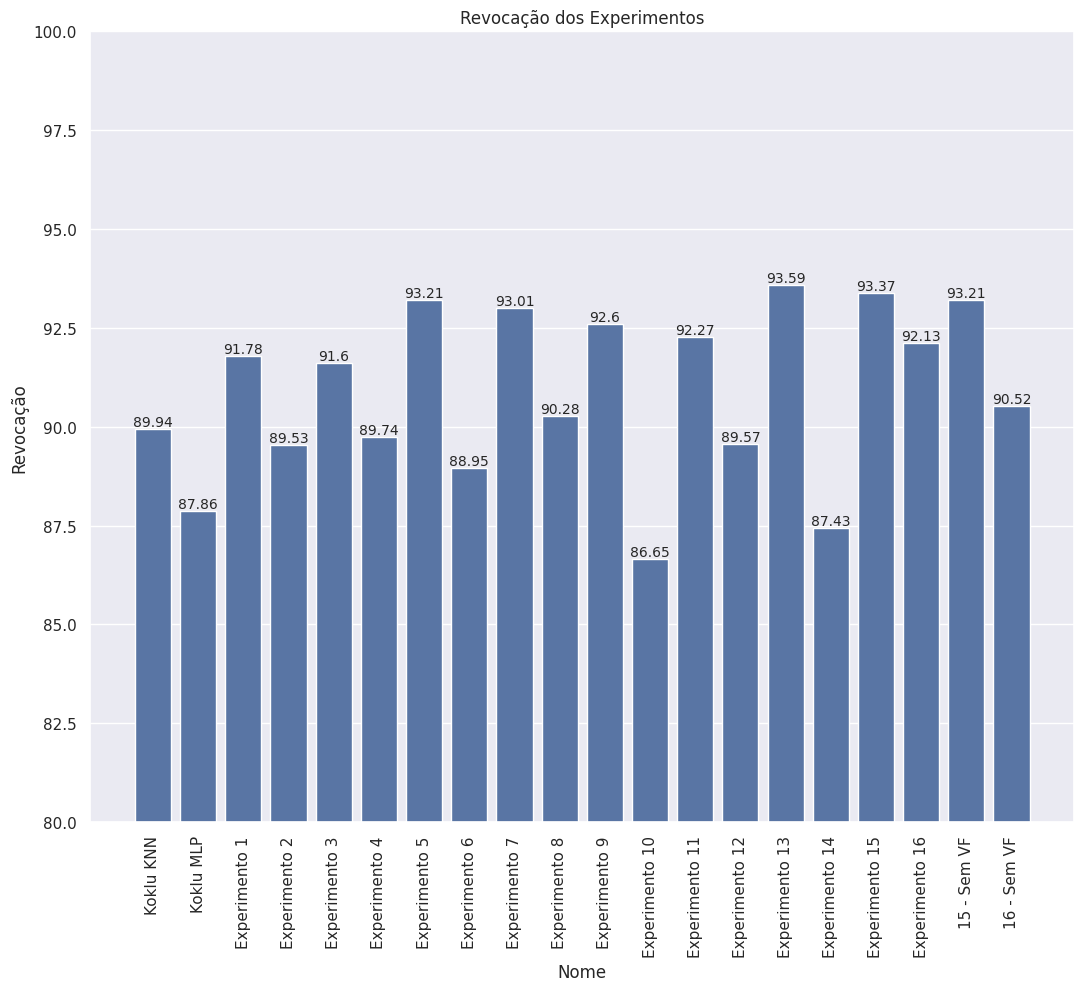 Revocação dos Experimentos
Revocação
100.0
97.5
95.0
92.5
90.0
87.5
85.0
82.5
80.0
89.94
87.86
91.78
89.53
91.6
89.74
93.21
88.95
93.01
90.28
92.6
86.65
92.27
89.57
93.59
87.43
93.37
92.13
93.21
90.52
Koklu KNN
Koklu MLP
Experimento 1
Experimento 2
Experimento 3
Experimento 4
Experimento 5
Experimento 6
Experimento 7
Experimento 8
Experimento 9
Experimento 10
Experimento 11
Experimento 12
Experimento 13
Experimento 14
Experimento 15
Experimento 16
15 - Sem VF
16 - Sem VF
Nome